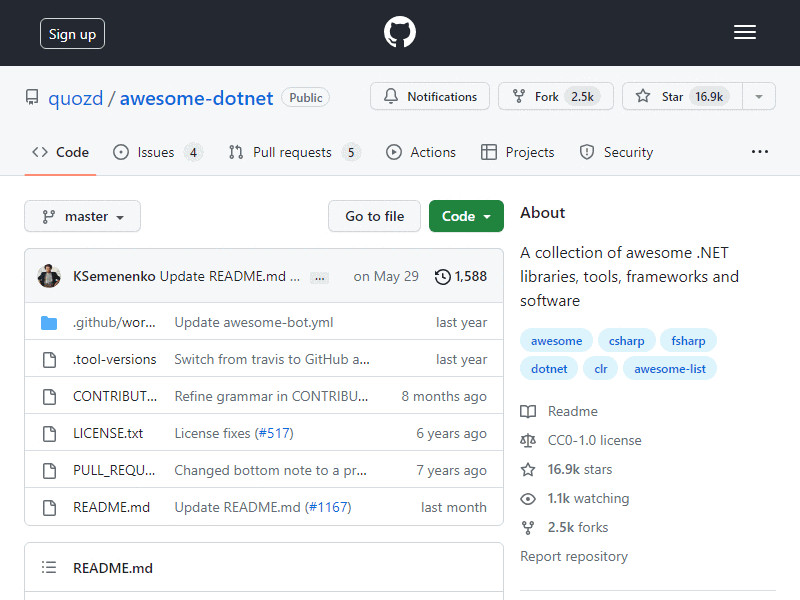 Sign up
quozd / awesome-dotnet Public
Notifications
Fork 2.5k
Star 16.9k
Code
Issues 4
Pull requests 5
Actions
Projects
Security
master
Go to file
Code
KSemenenko Update README.md ... ... on May 29 1,588
.github/wor... Update awesome-bot.yml last year
.tool-versions Switch from travis to GitHub a... last year
CONTRIBUT... Refine grammar in CONTRIBU... 8 months ago
LICENSE.txt License fixes (#517) 6 years ago
PULL_REQU... Changed bottom note to a pr... 7 years ago
README.md Update README.md (#1167) last month
README.md
About
A collection of awesome .NET
libraries, tools, frameworks and
software
awesome csharp fsharp
dotnet clr awesome-list
Readme
CC0-1.0 license
16.9k stars
1.1k watching
2.5k forks
Report repository